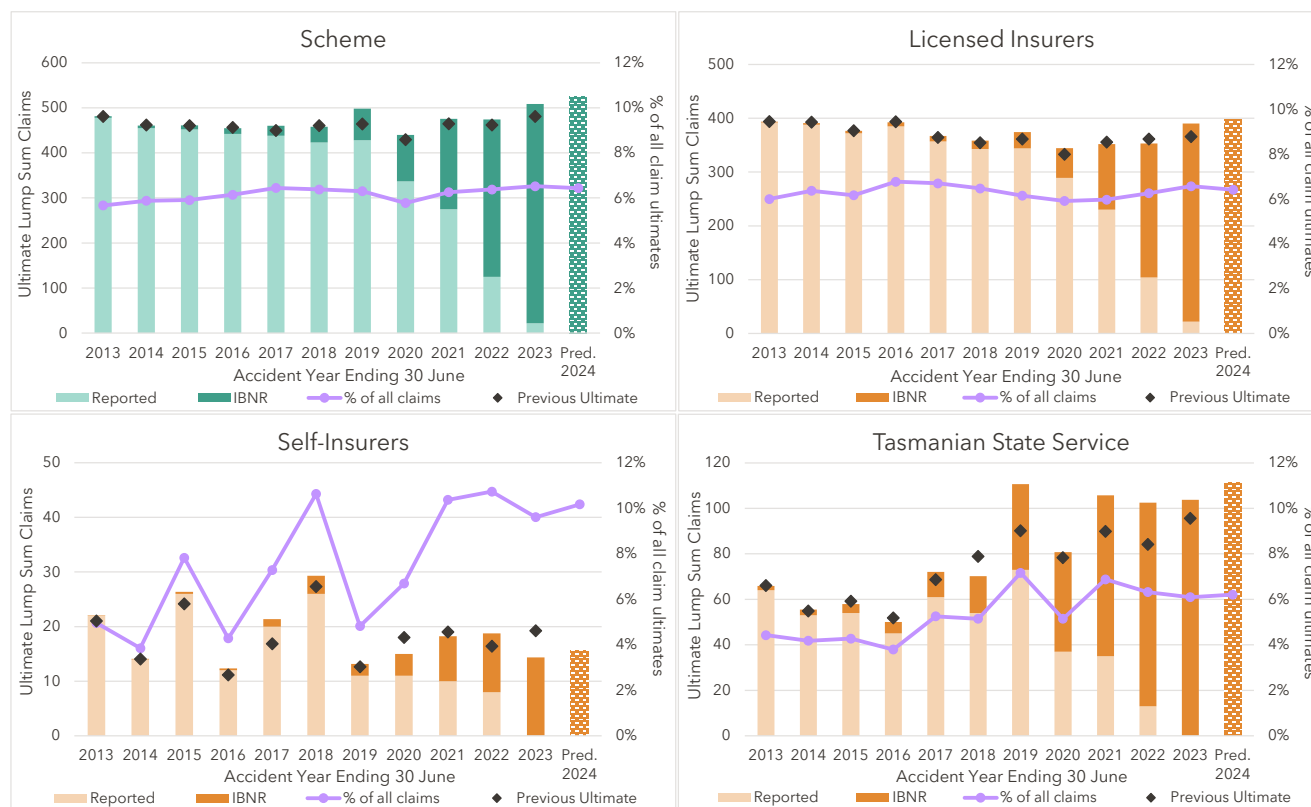 Scheme
Ultimate Lump Sum Claims
600
500
400
300
200
100
0
12%
10%
8%
6%
4%
2%
0%
% of all claim ultimates
2013 2014 2015 2016 2017 2018 2019 2020 2021 2022 2023 Pred. 2024
Accident Year Ending 30 June
Reported IBNR % of all claims Previous Ultimate
Licensed Insurers
Ultimate Lump Sum Claims
500
400
300
200
100
0
12%
10%
8%
6%
4%
2%
0%
% of all claim ultimates
2013 2014 2015 2016 2017 2018 2019 2020 2021 2022 2023 Pred. 2024
Accident Year Ending 30 June
Reported IBNR % of all claims Previous Ultimate
Self-Insurers
Ultimate Lump Sum Claims
50
40
30
20
10
0
12%
10%
8%
6%
4%
2%
0%
% of all claim ultimates
2013 2014 2015 2016 2017 2018 2019 2020 2021 2022 2023 Pred. 2024
Accident Year Ending 30 June
Reported IBNR % of all claims Previous Ultimate
Tasmanian State Service
Ultimate Lump Sum Claims
120
100
80
60
40
20
0
12%
10%
8%
6%
4%
2%
0%
% of all claim ultimates
2013 2014 2015 2016 2017 2018 2019 2020 2021 2022 2023 Pred. 2024
Accident Year Ending 30 June
Reported IBNR % of all claims Previous Ultimate